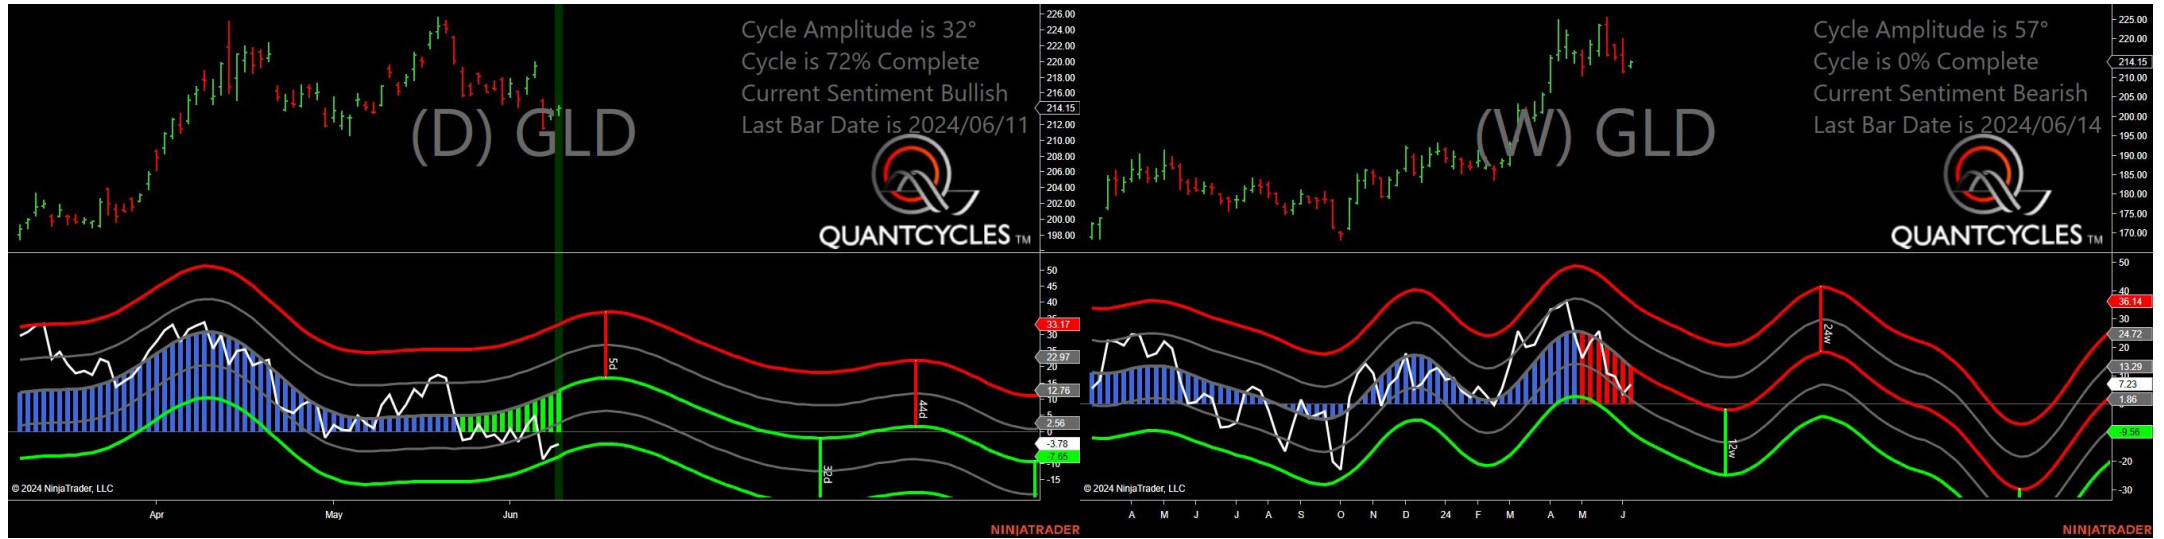 Cycle Amplitude is 32°
Cycle is 72% Complete
Current Sentiment Bullish
Last Bar Date is 2024/06/11
(D) GLD
QUANTCYCLES TM
226.00
224.00
222.00
220.00
218.00
216.00
214.15
212.00
210.00
208.00
206.00
204.00
202.00
200.00
198.00
50
45
40
35
33.17
30
25
22.97
20
15
12.76
5
2.56
0
-3.78
-7.65
-10
-15
5d
32d
44d
© 2024 NinjaTrader, LLC
Apr May Jun
NINJATRADER
Cycle Amplitude is 57°
Cycle is 0% Complete
Current Sentiment Bearish
Last Bar Date is 2024/06/14
(W) GLD
QUANTCYCLES TM
225.00
220.00
214.15
210.00
205.00
200.00
195.00
190.00
185.00
180.00
175.00
170.00
50
40
36.14
30
24.72
20
13.29
7.23
1.86
-9.56
-20
-30
12w
24w
© 2024 NinjaTrader, LLC
A M J J A S O N D 24 F M A M J
NINJATRADER